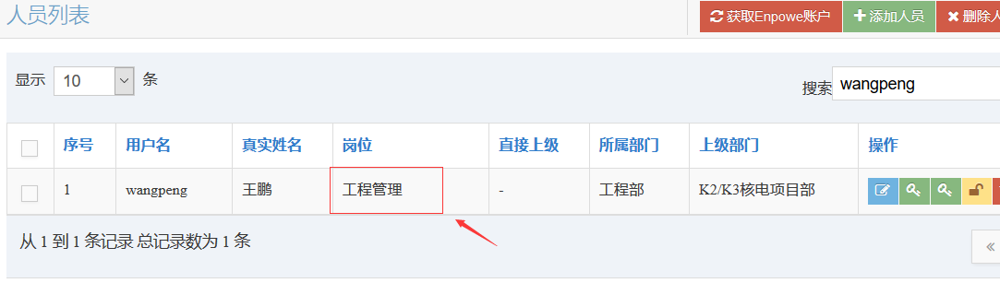 人员列表
获取Enpowe账户 添加人员 删除人
显示 10 条
搜索 wangpeng
序号 用户名 真实姓名 岗位 直接上级 所属部门 上级部门 操作
1 wangpeng 王鹏 工程管理 - 工程部 K2/K3核电项目部
从 1 到 1 条记录 总记录数为 1 条
«